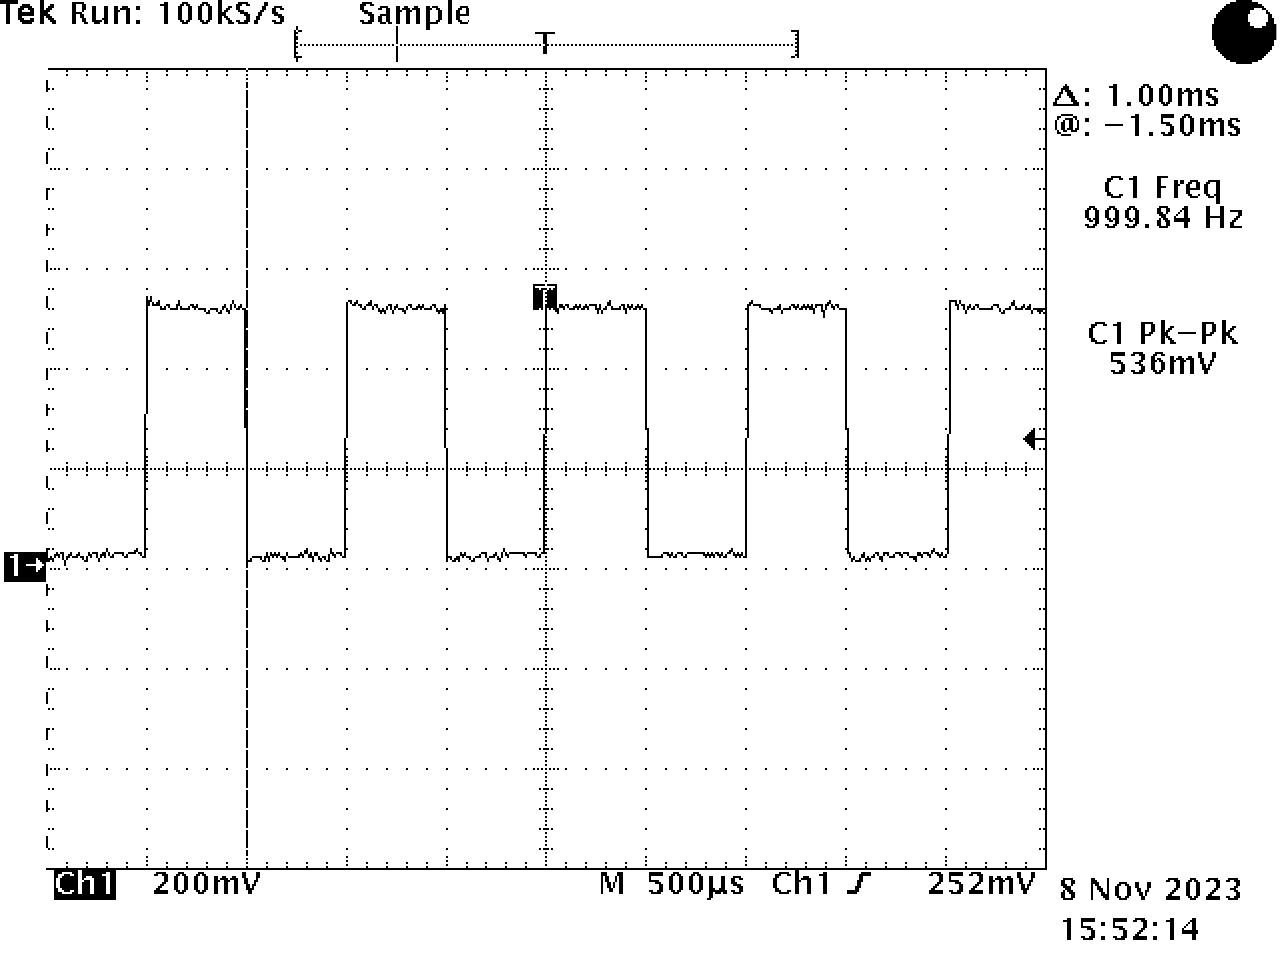 Tek Run: 100kS/s Sample
T
Δ: 1.00ms
@: −1.50ms
C1 Freq
999.84 Hz
T
C1 Pk−Pk
536mV
1→
Ch1 200mV M 500µs Ch1 252mV
8 Nov 2023
15:52:14